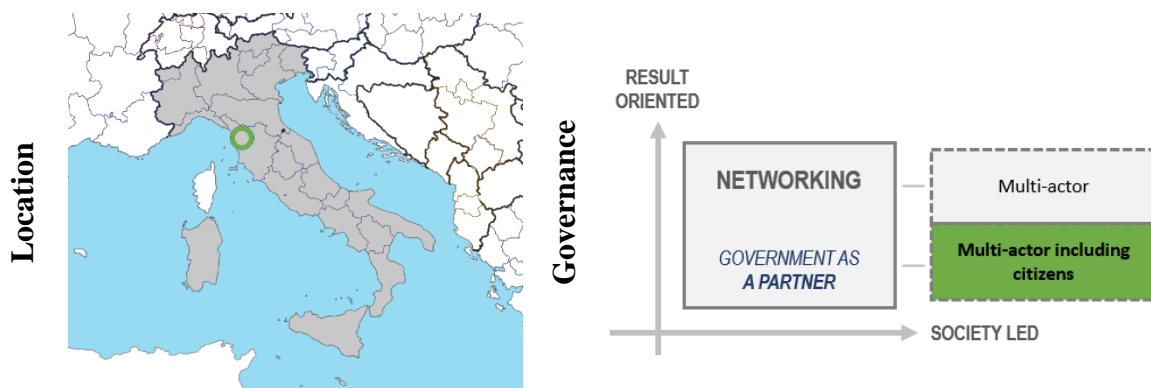 Location
Governance
RESULT
ORIENTED
NETWORKING
GOVERNMENT AS
A PARTNER
Multi-actor
Multi-actor including
citizens
SOCIETY LED